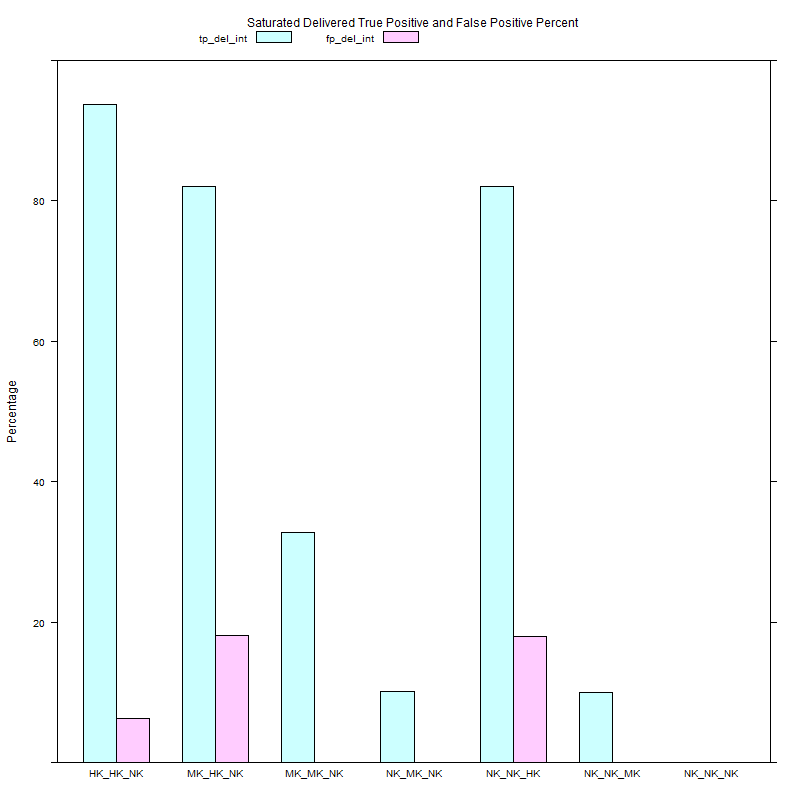 Saturated Delivered True Positive and False Positive Percent
tp_del_int fp_del_int
80
60
Percentage
40
20
HK_HK_NK MK_HK_NK MK_MK_NK NK_MK_NK NK_NK_HK NK_NK_MK NK_NK_NK